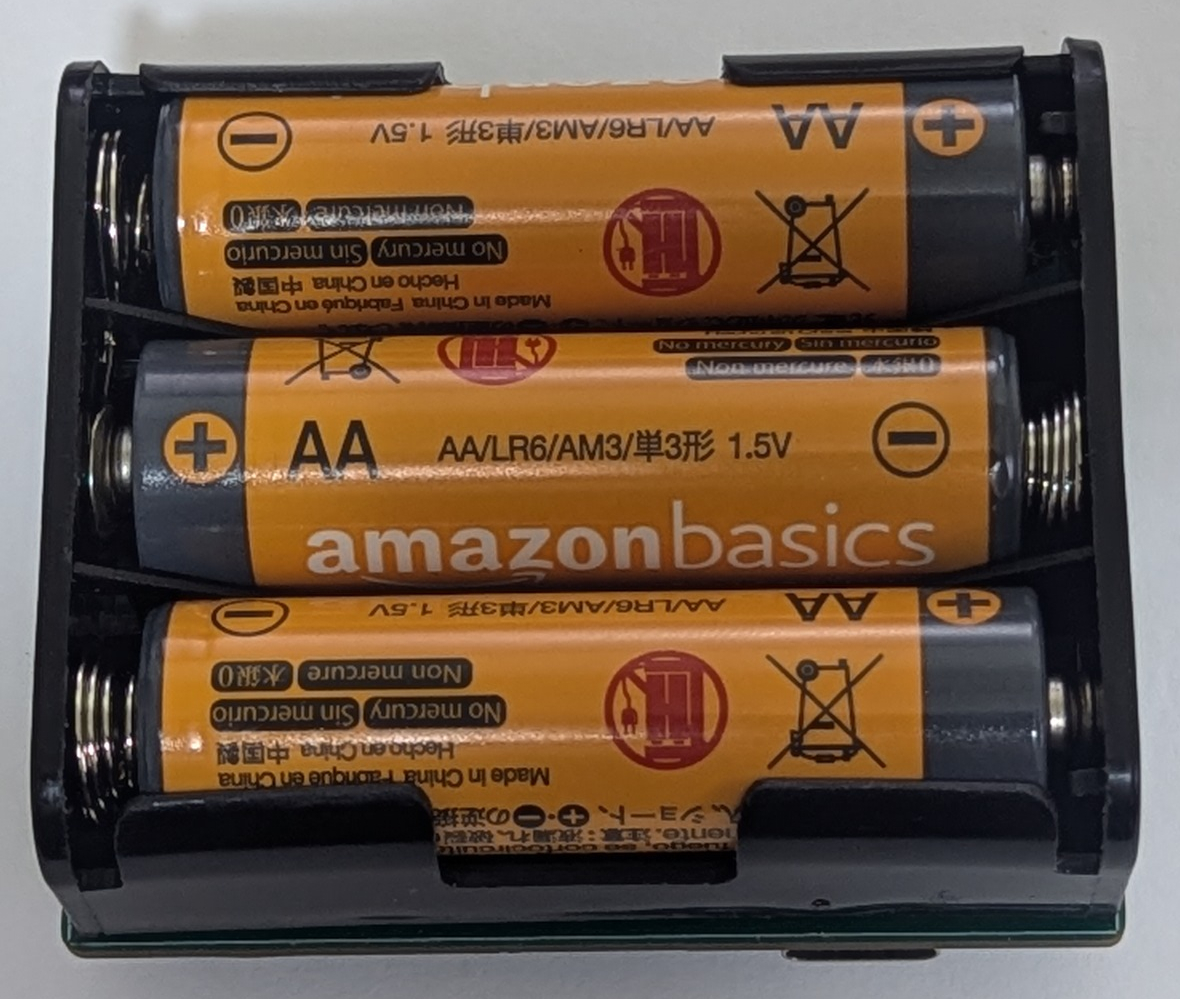 AA/LR6/AM3/単3形 1.5V
AA
Non mercure 水銀0
No mercury Sin mercurio
Hecho en China 中国製
Made in China Fabriqué en China
No mercury Sin mercurio
Non mercure 水銀0
AA AA/LR6/AM3/単3形 1.5V
amazonbasics
AA AA/LR6/AM3/単3形 1.5V
Non mercure 水銀0
No mercury Sin mercurio
Hecho en China 中国製
Made in China Fabriqué en China